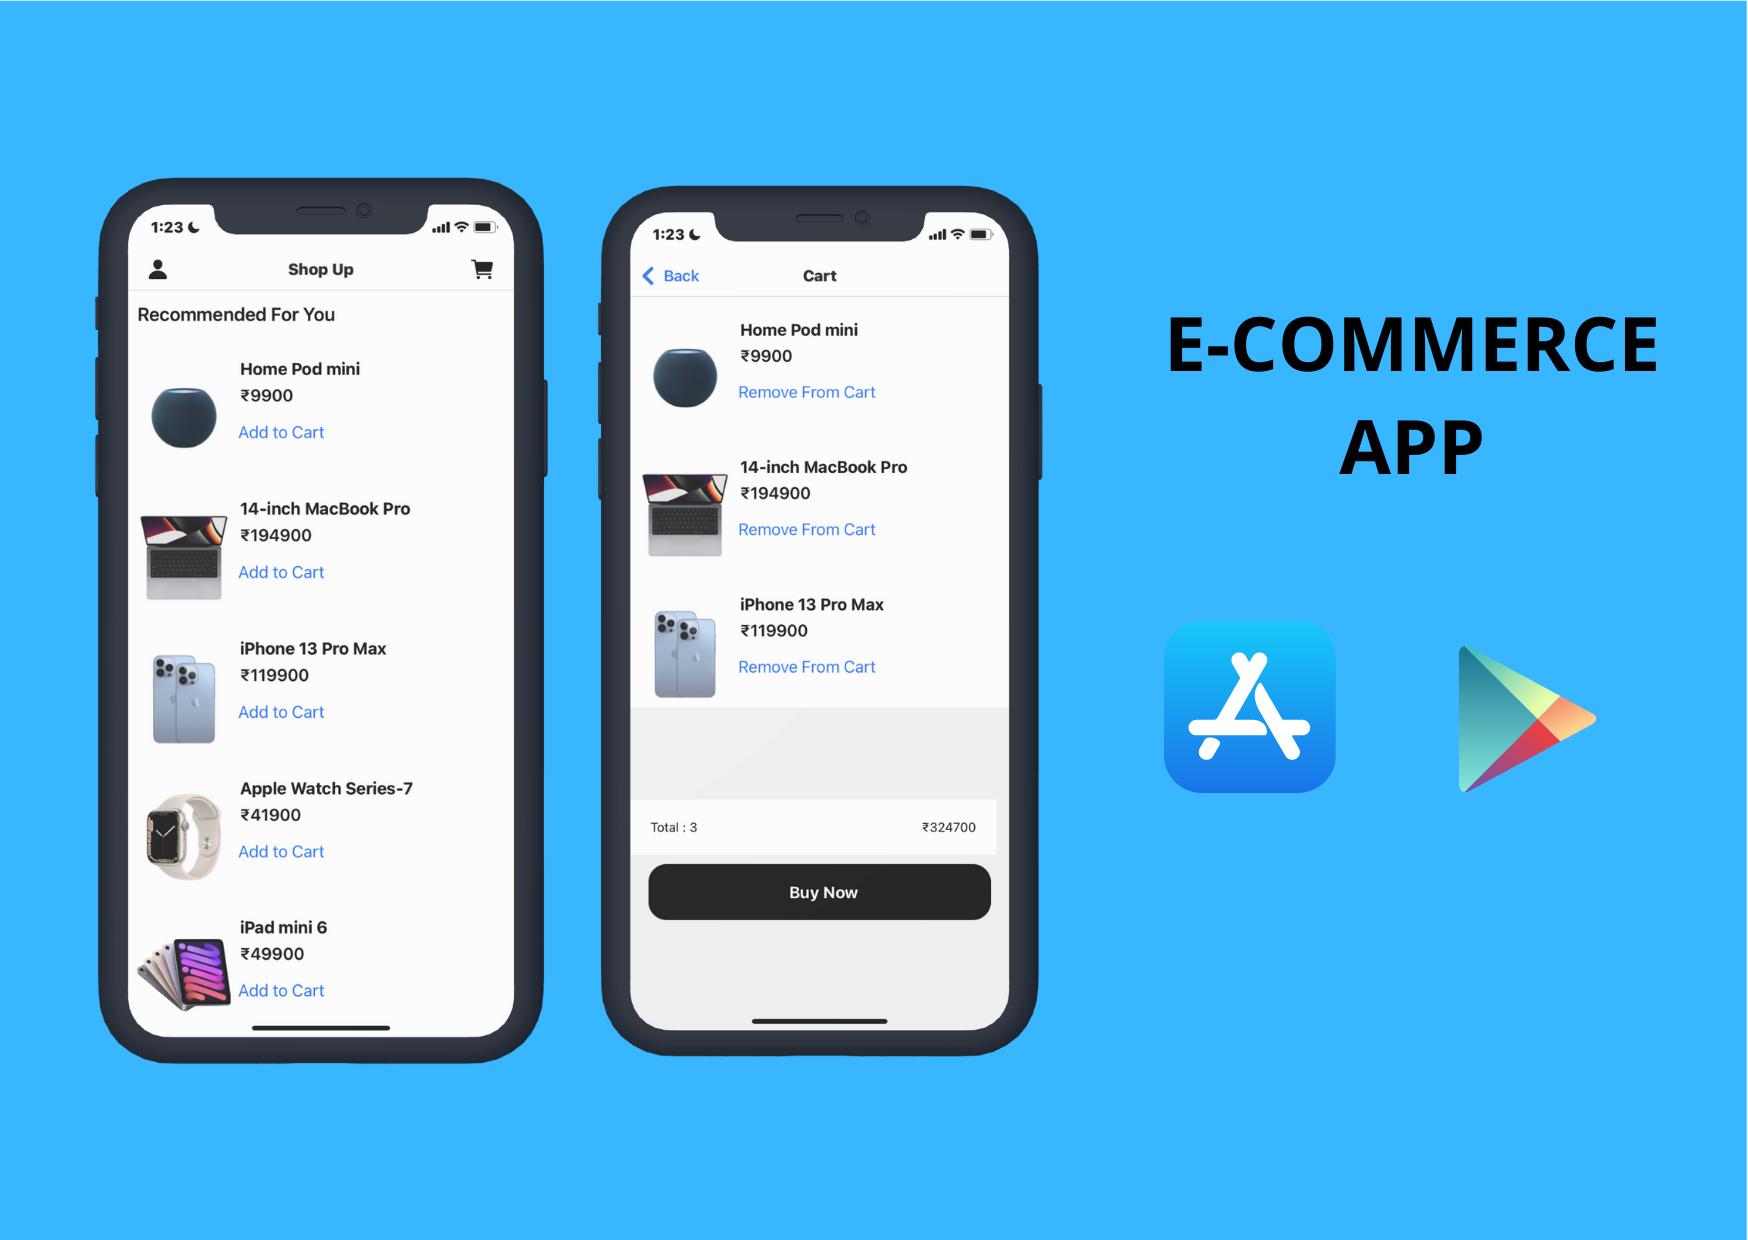 1:23
Shop Up
Recommended For You
Home Pod mini
₹9900
Add to Cart
14-inch MacBook Pro
₹194900
Add to Cart
iPhone 13 Pro Max
₹119900
Add to Cart
Apple Watch Series-7
₹41900
Add to Cart
iPad mini 6
₹49900
Add to Cart
1:23
Back
Cart
Home Pod mini
₹9900
Remove From Cart
14-inch MacBook Pro
₹194900
Remove From Cart
iPhone 13 Pro Max
₹119900
Remove From Cart
Total : 3 ₹324700
Buy Now
E-COMMERCE
APP